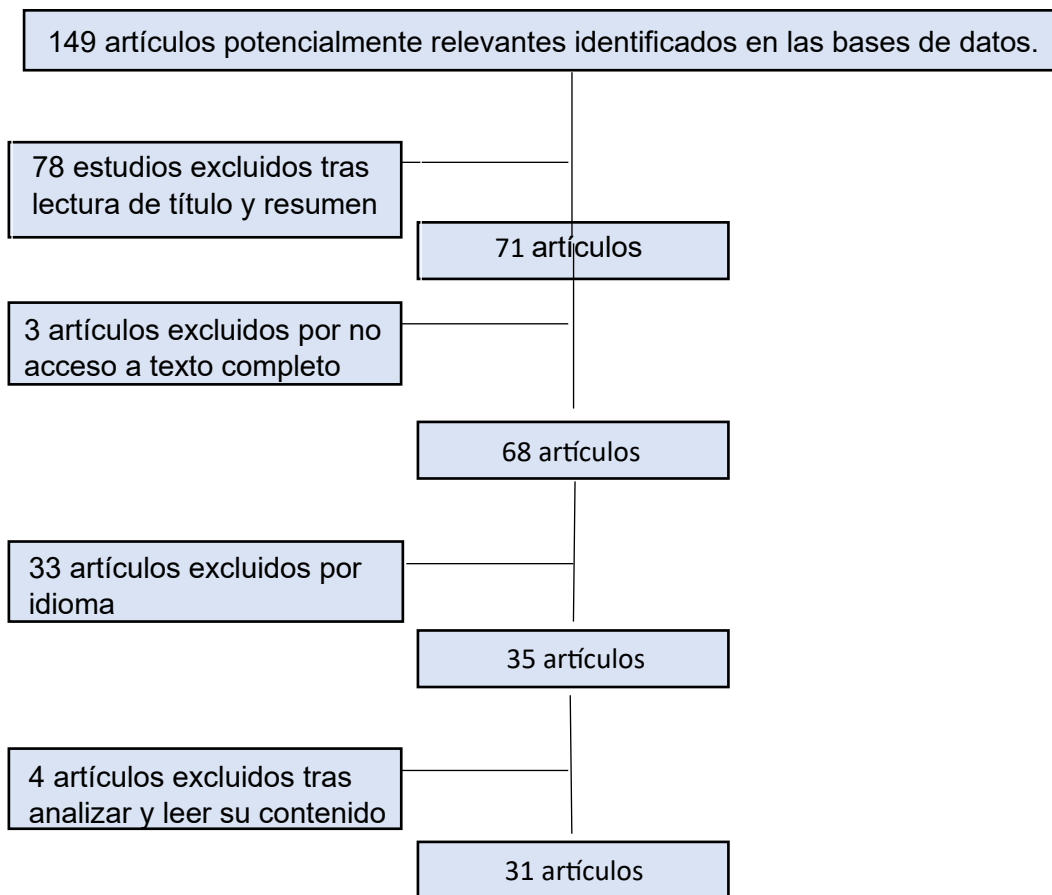 149 artículos potencialmente relevantes identificados en las bases de datos.
78 estudios excluidos tras
lectura de título y resumen
71 artículos
3 artículos excluidos por no
acceso a texto completo
68 artículos
33 artículos excluidos por
idioma
35 artículos
4 artículos excluidos tras
analizar y leer su contenido
31 artículos